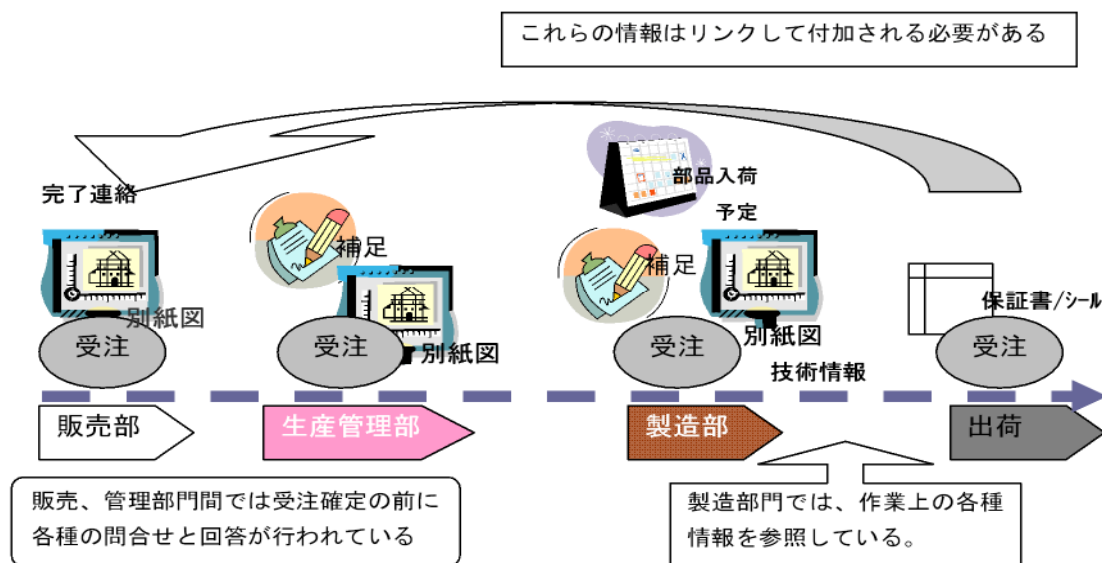 これらの情報はリンクして付加される必要がある
完了連絡
部品入荷
予定
補足
補足
別紙図
別紙図
別紙図
保証書/シール
受注
受注
受注
受注
技術情報
販売部
生産管理部
製造部
出荷
販売、管理部門間では受注確定の前に
各種の問合せと回答が行われている
製造部門では、作業上の各種
情報を参照している。